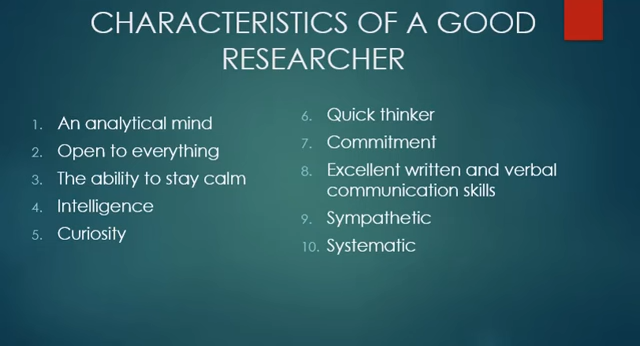 CHARACTERISTICS OF A GOOD
RESEARCHER
1. An analytical mind
2. Open to everything
3. The ability to stay calm
4. Intelligence
5. Curiosity
6. Quick thinker
7. Commitment
8. Excellent written and verbal
communication skills
9. Sympathetic
10. Systematic